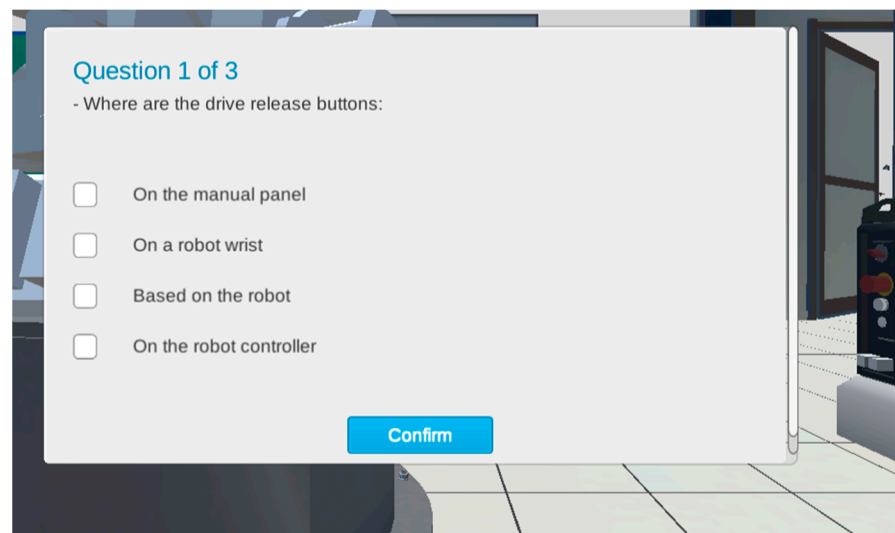 Question 1 of 3
- Where are the drive release buttons:
On the manual panel
On a robot wrist
Based on the robot
On the robot controller
Confirm